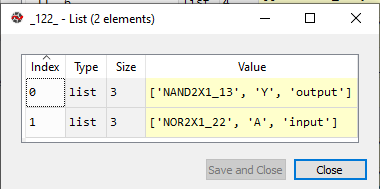 _122_ - List (2 elements)
Index Type Size Value
0 list 3 ['NAND2X1_13', 'Y', 'output']
1 list 3 ['NOR2X1_22', 'A', 'input']
Save and Close Close